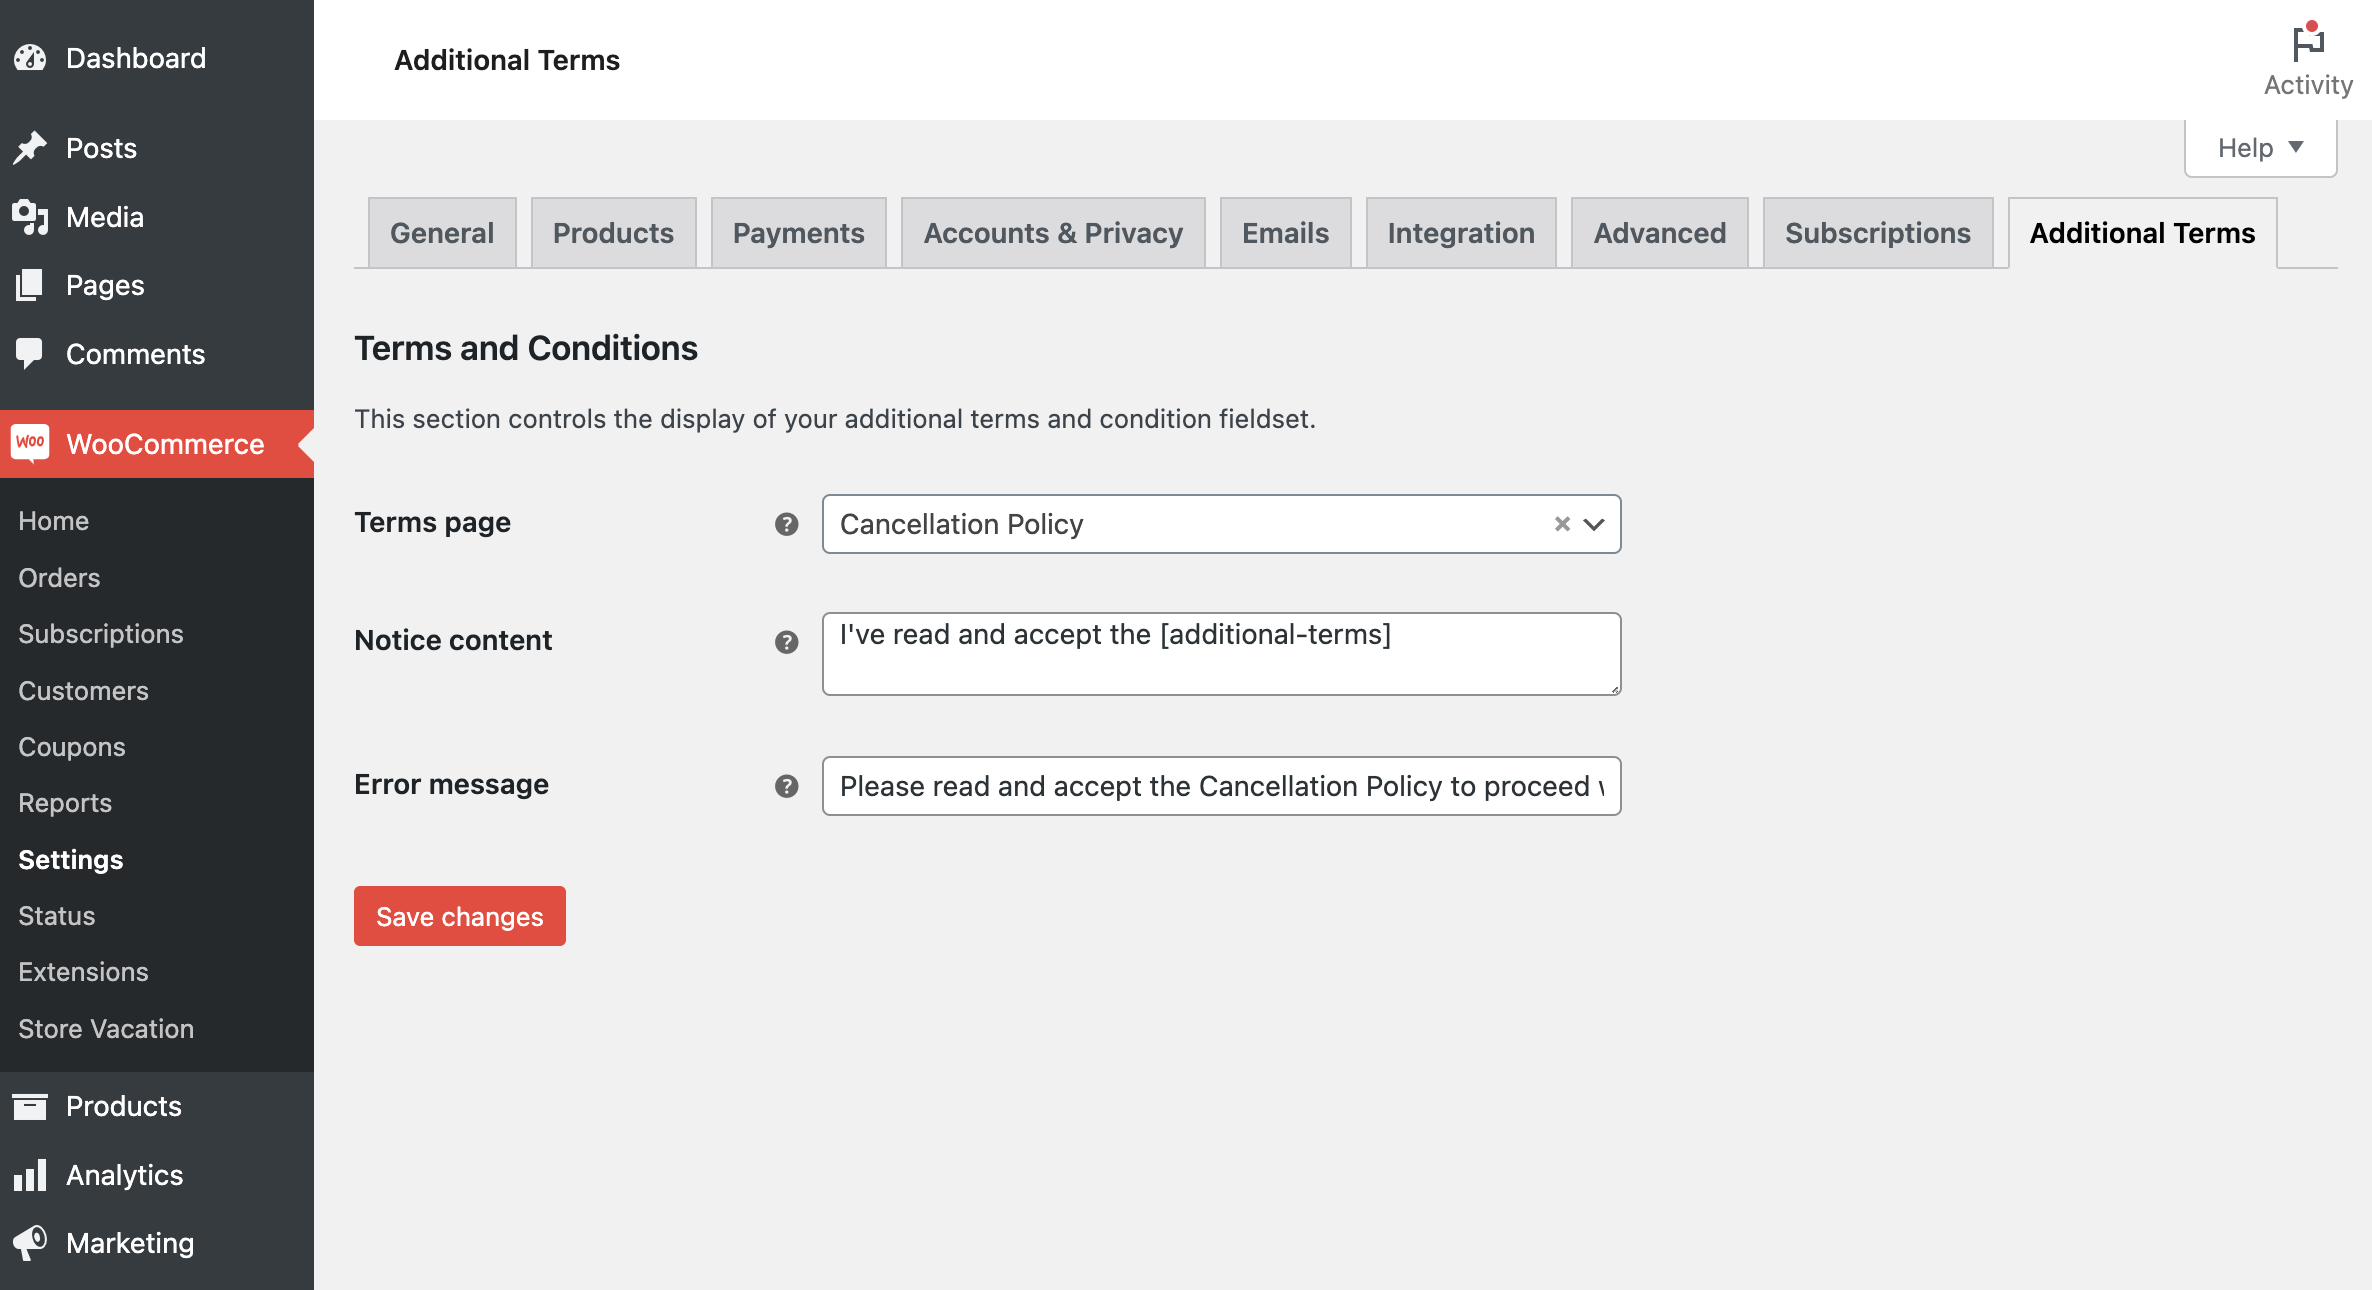 Dashboard
Posts
Media
Pages
Comments
Woo WooCommerce
Home
Orders
Subscriptions
Customers
Coupons
Reports
Settings
Status
Extensions
Store Vacation
Products
Analytics
Marketing
Additional Terms
Activity
Help
General Products Payments Accounts & Privacy Emails Integration Advanced Subscriptions Additional Terms
Terms and Conditions
This section controls the display of your additional terms and condition fieldset.
Terms page ? Cancellation Policy ×
Notice content ? I've read and accept the [additional-terms]
Error message ? Please read and accept the Cancellation Policy to proceed
Save changes